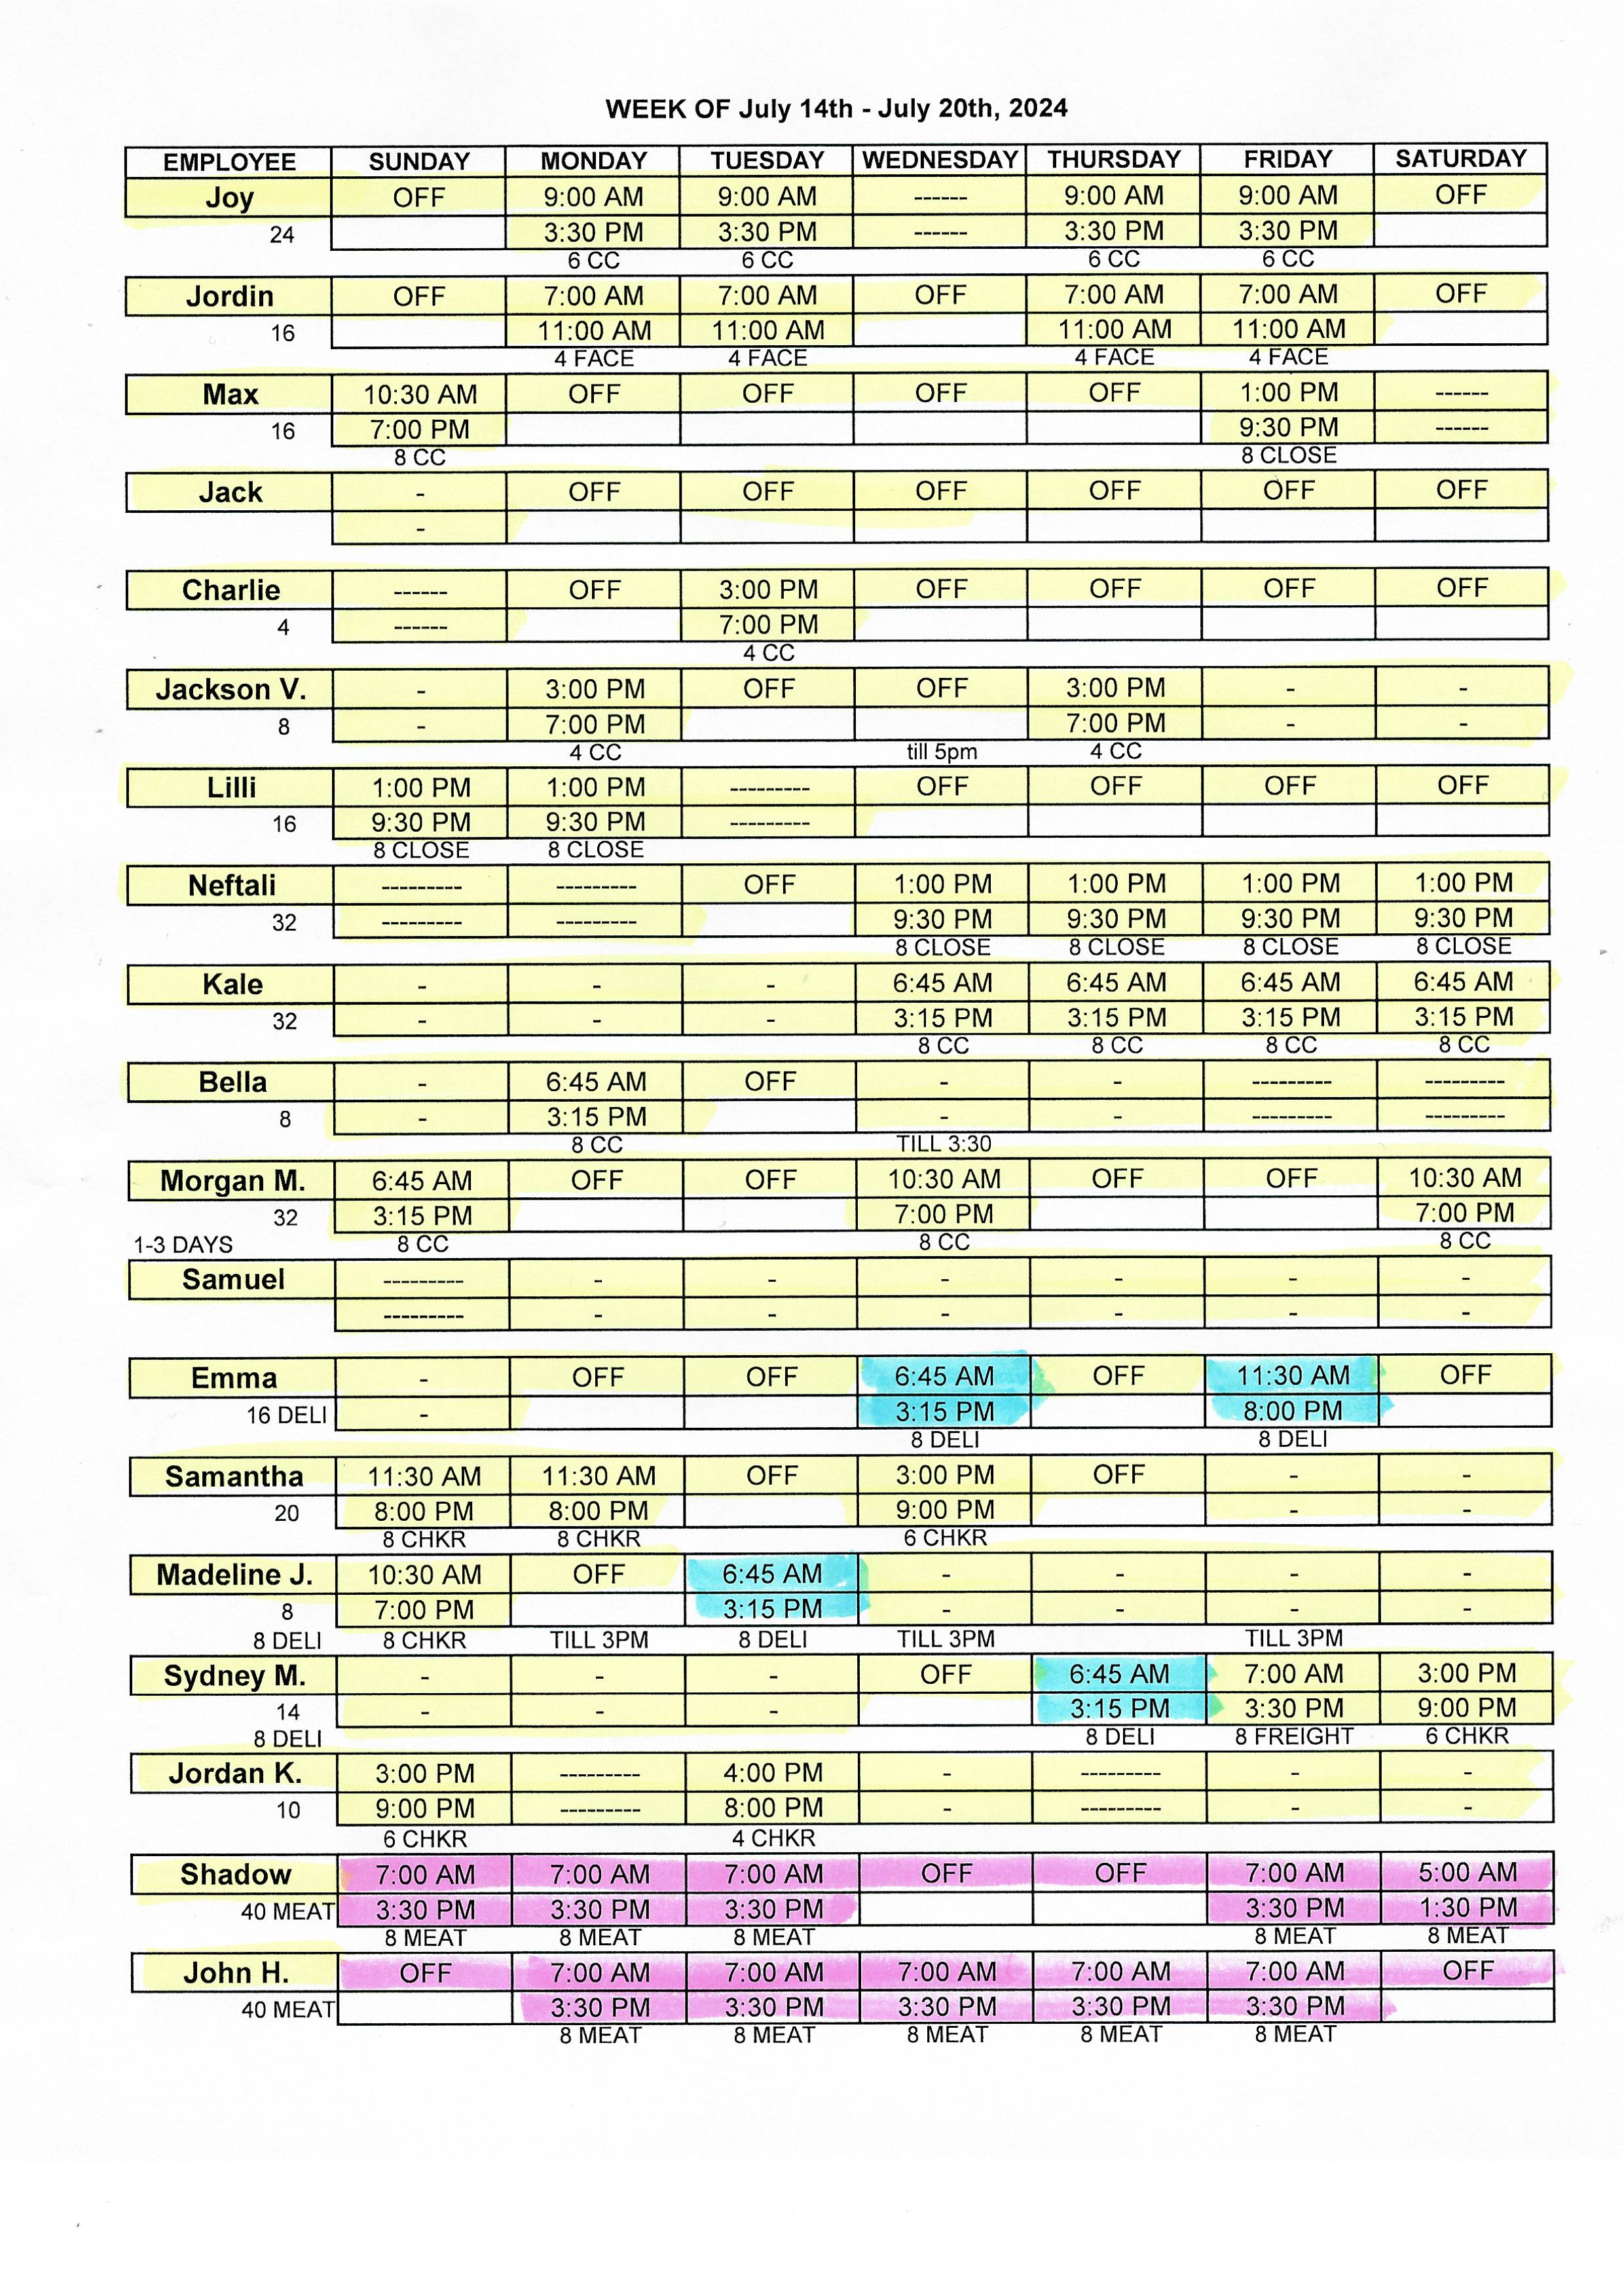 WEEK OF July 14th - July 20th, 2024
EMPLOYEE SUNDAY MONDAY TUESDAY WEDNESDAY THURSDAY FRIDAY SATURDAY
Joy OFF 9:00 AM 9:00 AM ------ 9:00 AM 9:00 AM OFF
24 3:30 PM 3:30 PM ------ 3:30 PM 3:30 PM
6 CC 6 CC 6 CC 6 CC
Jordin OFF 7:00 AM 7:00 AM OFF 7:00 AM 7:00 AM OFF
16 11:00 AM 11:00 AM 11:00 AM 11:00 AM
4 FACE 4 FACE 4 FACE 4 FACE
Max 10:30 AM OFF OFF OFF OFF 1:00 PM ------
16 7:00 PM 9:30 PM ------
8 CC 8 CLOSE
Jack - OFF OFF OFF OFF OFF OFF
-
Charlie ------ OFF 3:00 PM OFF OFF OFF OFF
4 ------ 7:00 PM
4 CC
Jackson V. - 3:00 PM OFF OFF 3:00 PM - -
8 - 7:00 PM 7:00 PM - -
4 CC till 5pm 4 CC
Lilli 1:00 PM 1:00 PM --------- OFF OFF OFF OFF
16 9:30 PM 9:30 PM ---------
8 CLOSE 8 CLOSE
Neftali --------- --------- OFF 1:00 PM 1:00 PM 1:00 PM 1:00 PM
32 --------- --------- 9:30 PM 9:30 PM 9:30 PM 9:30 PM
8 CLOSE 8 CLOSE 8 CLOSE 8 CLOSE
Kale - - - 6:45 AM 6:45 AM 6:45 AM 6:45 AM
32 - - - 3:15 PM 3:15 PM 3:15 PM 3:15 PM
8 CC 8 CC 8 CC 8 CC
Bella - 6:45 AM OFF - - --------- ---------
8 - 3:15 PM - - --------- ---------
8 CC TILL 3:30
Morgan M. 6:45 AM OFF OFF 10:30 AM OFF OFF 10:30 AM
32 3:15 PM 7:00 PM 7:00 PM
1-3 DAYS 8 CC 8 CC 8 CC
Samuel --------- - - - - - -
--------- - - - - - -
Emma - OFF OFF 6:45 AM OFF 11:30 AM OFF
16 DELI - 3:15 PM 8:00 PM
8 DELI 8 DELI
Samantha 11:30 AM 11:30 AM OFF 3:00 PM OFF - -
20 8:00 PM 8:00 PM 9:00 PM - -
8 CHKR 8 CHKR 6 CHKR
Madeline J. 10:30 AM OFF 6:45 AM - - - -
8 7:00 PM 3:15 PM - - - -
8 DELI 8 CHKR TILL 3PM 8 DELI TILL 3PM TILL 3PM
Sydney M. - - - OFF 6:45 AM 7:00 AM 3:00 PM
14 - - - 3:15 PM 3:30 PM 9:00 PM
8 DELI 8 DELI 8 FREIGHT 6 CHKR
Jordan K. 3:00 PM --------- 4:00 PM - --------- - -
10 9:00 PM --------- 8:00 PM - --------- - -
6 CHKR 4 CHKR
Shadow 7:00 AM 7:00 AM 7:00 AM OFF OFF 7:00 AM 5:00 AM
40 MEAT 3:30 PM 3:30 PM 3:30 PM 3:30 PM 1:30 PM
8 MEAT 8 MEAT 8 MEAT 8 MEAT 8 MEAT
John H. OFF 7:00 AM 7:00 AM 7:00 AM 7:00 AM 7:00 AM OFF
40 MEAT 3:30 PM 3:30 PM 3:30 PM 3:30 PM 3:30 PM
8 MEAT 8 MEAT 8 MEAT 8 MEAT 8 MEAT